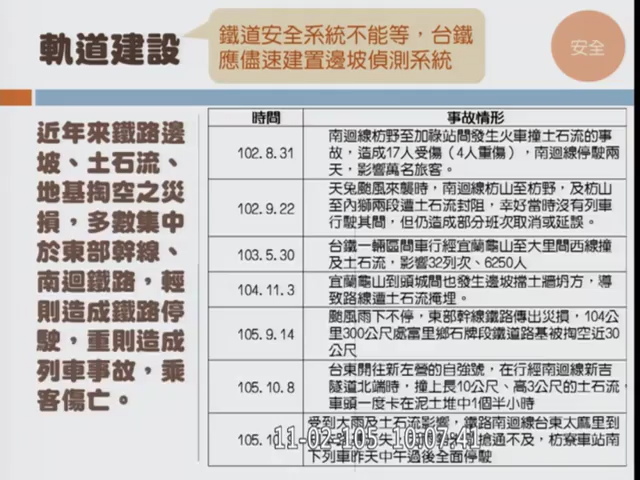 軌道建設
鐵道安全系統不能等，台鐵
應儘速建置邊坡偵測系統
安全
近年來鐵路邊
坡、土石流、
地基掏空之災
損，多數集中
於東部幹線、
南迴鐵路，輕
則造成鐵路停
駛，重則造成
列車事故，乘
客傷亡。
時間 事故情形
102.8.31
南迴線枋野至加祿站間發生火車撞土石流的事
故，造成17人受傷（4人重傷），南迴線停駛兩
天，影響萬名旅客。
102.9.22
天兔颱風來襲時，南迴線枋山至枋野，及枋山
至內獅兩段遭土石流封阻，幸好當時沒有列車
行駛其間，但仍造成部分班次取消或延誤。
103.5.30
台鐵一輛區間車行經宜蘭龜山至大里間西線撞
及土石流，影響32列次、6250人
104.11.3
宜蘭龜山到頭城間也發生邊坡擋土牆坍方，導
致路線遭土石流掩埋。
105.9.14
颱風雨下不停，東部幹線鐵路傳出災損，104公
里300公尺處富里鄉石牌段鐵道路基被掏空近30
公尺
105.10.8
台東開往新左營的自強號，在行經南迴線新吉
隧道北端時，撞上長10公尺、高3公尺的土石流，
車頭一度卡在泥土堆中1個半小時
105.1
受到大雨及土石流影響，鐵路南迴線台東太麻里到
搶通不及，枋寮車站南
下列車昨天中午過後全面停駛
11-02-105 10:07:41